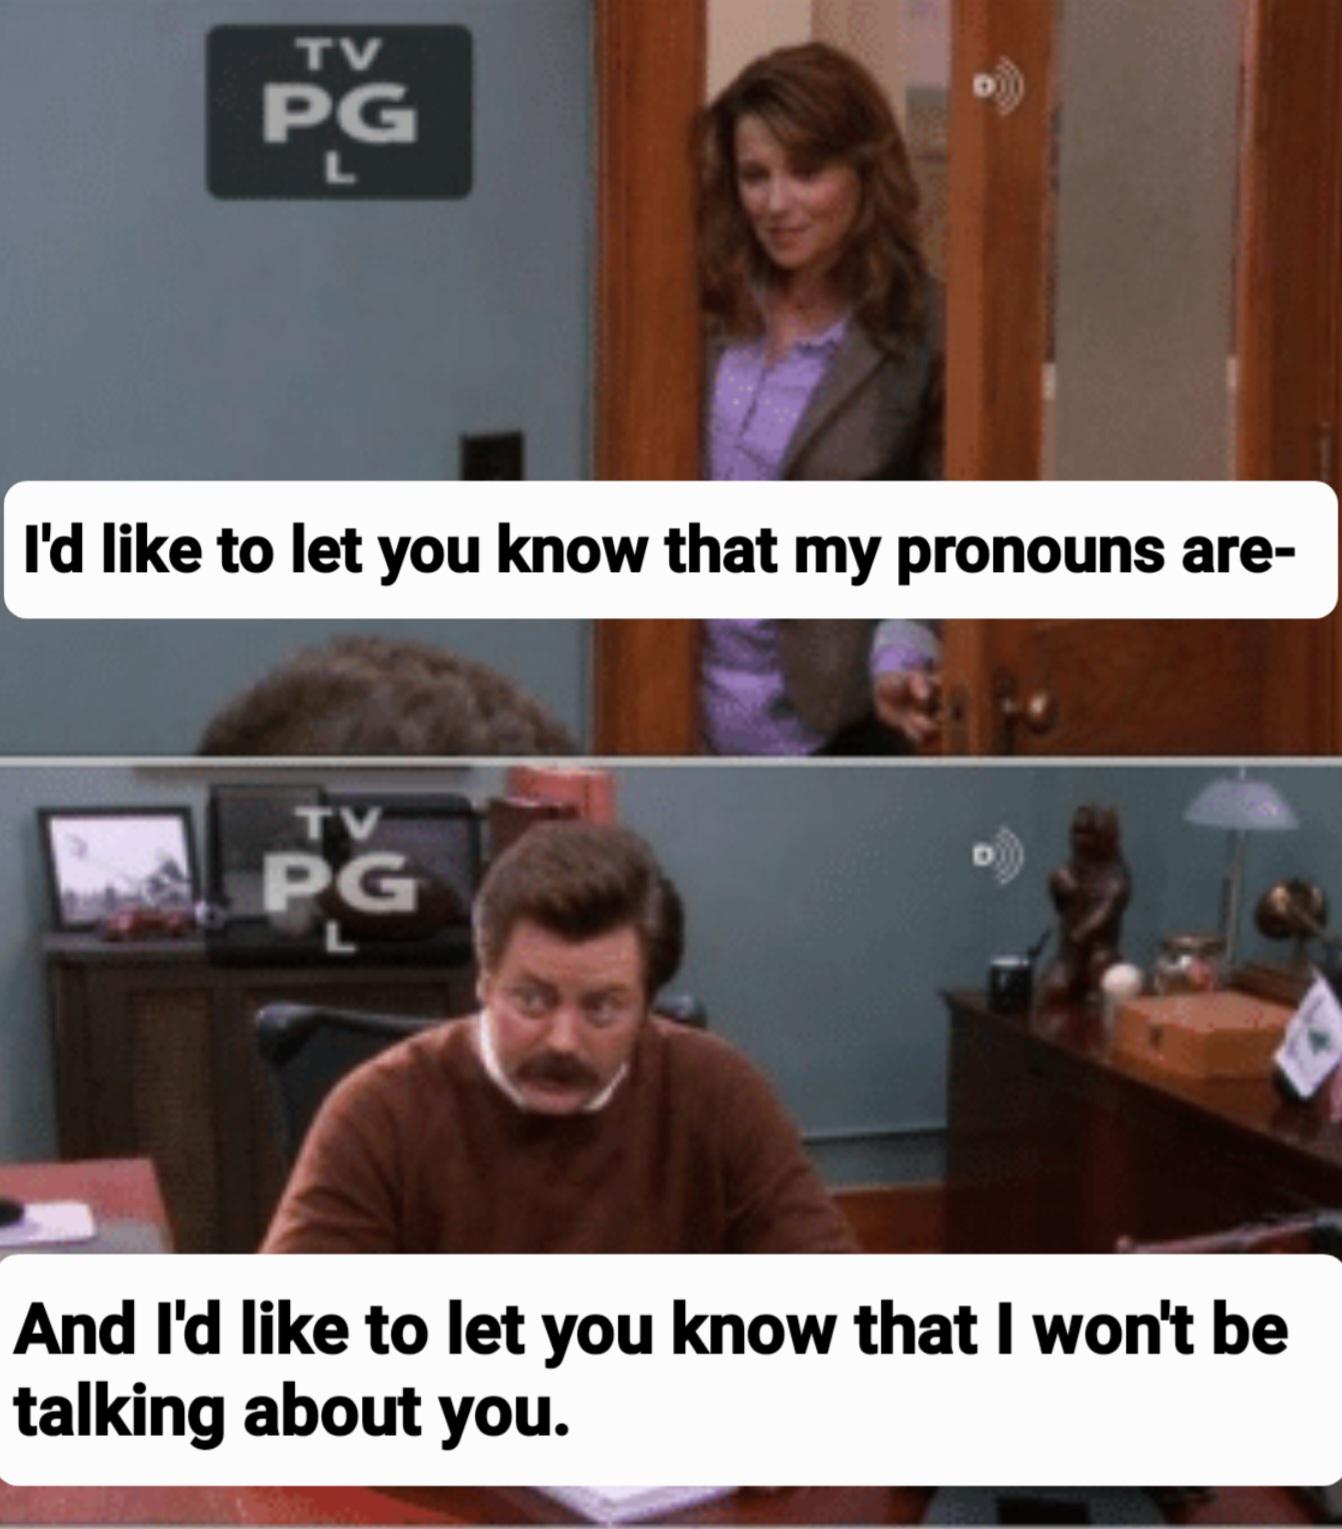 TV
PG
L
D
I'd like to let you know that my pronouns are-
TV
PG
L
D
And I'd like to let you know that I won't be
talking about you.